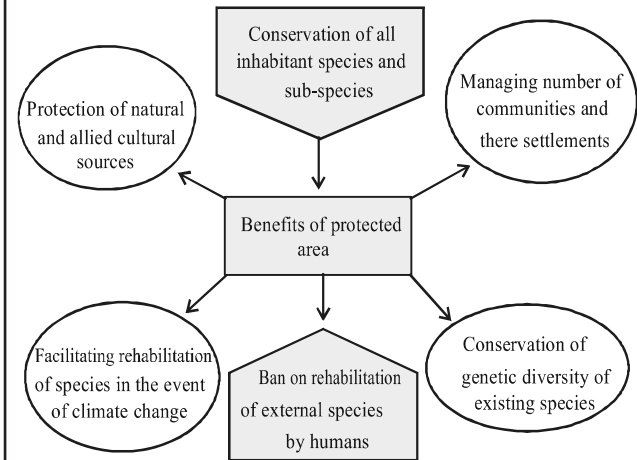 Conservation of all
inhabitant species and
sub-species
Protection of natural
and allied cultural
sources
Managing number of
communities and
there settlements
Benefits of protected
area
Facilitating rehabilitation
of species in the event
of climate change
Ban on rehabilitation
of external species
by humans
Conservation of
genetic diversity of
existing species